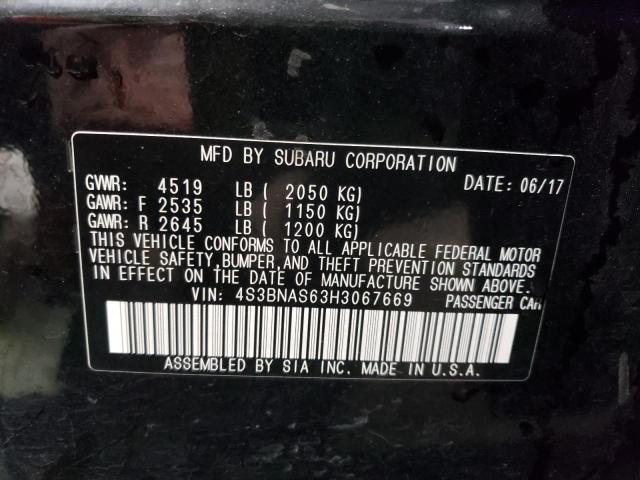 MFD BY SUBARU CORPORATION
GVWR: 4519 LB ( 2050 KG) DATE: 06/17
GAWR: F 2535 LB ( 1150 KG)
GAWR: R 2645 LB ( 1200 KG)
THIS VEHICLE CONFORMS TO ALL APPLICABLE FEDERAL MOTOR
VEHICLE SAFETY, BUMPER, AND THEFT PREVENTION STANDARDS
IN EFFECT ON THE DATE OF MANUFACTURE SHOWN ABOVE.
VIN: 4S3BNAS63H3067669 PASSENGER CAR
ASSEMBLED BY SIA INC. MADE IN U.S.A.